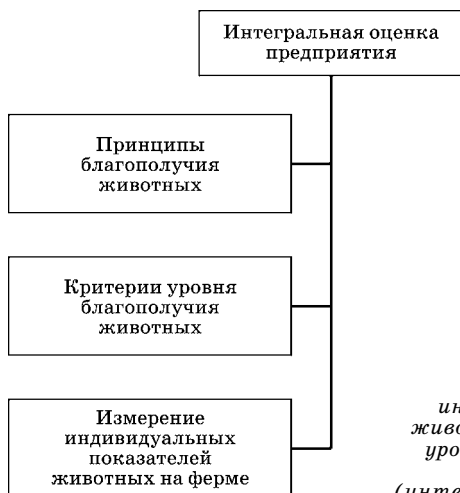 Интегральная оценка
предприятия
Принципы
благополучия
животных
Критерии уровня
благополучия
животных
Измерение
индивидуальных
показателей
животных на ферме